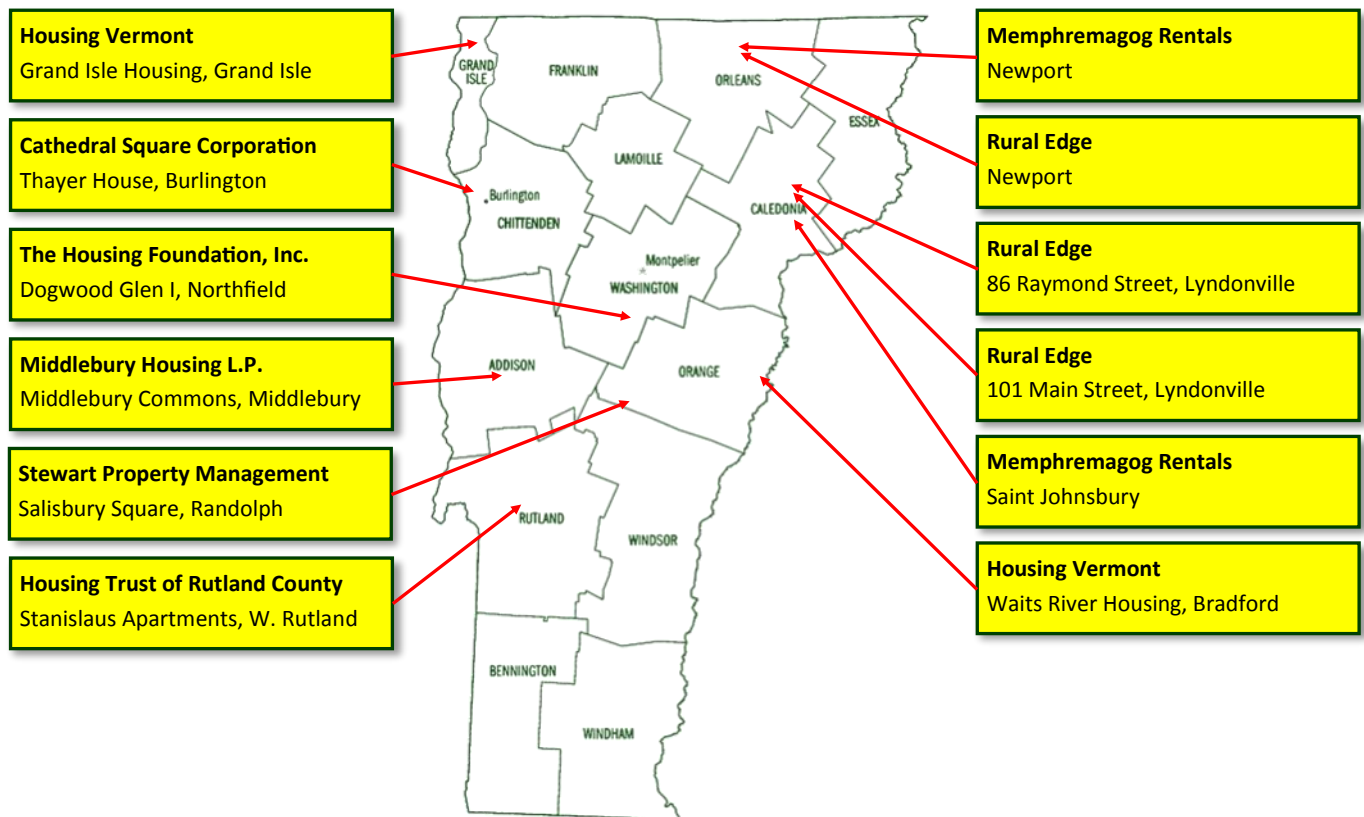 Housing Vermont
Grand Isle Housing, Grand Isle
Cathedral Square Corporation
Thayer House, Burlington
The Housing Foundation, Inc.
Dogwood Glen I, Northfield
Middlebury Housing L.P.
Middlebury Commons, Middlebury
Stewart Property Management
Salisbury Square, Randolph
Housing Trust of Rutland County
Stanislaus Apartments, W. Rutland
GRAND
ISLE
FRANKLIN
ORLEANS
ESSEX
LAMOILLE
Burlington
CHITTENDEN
CALEDONIA
Montpelier
WASHINGTON
ADDISON
ORANGE
RUTLAND
WINDSOR
BENNINGTON
WINDHAM
Memphremagog Rentals
Newport
Rural Edge
Newport
Rural Edge
86 Raymond Street, Lyndonville
Rural Edge
101 Main Street, Lyndonville
Memphremagog Rentals
Saint Johnsbury
Housing Vermont
Waits River Housing, Bradford